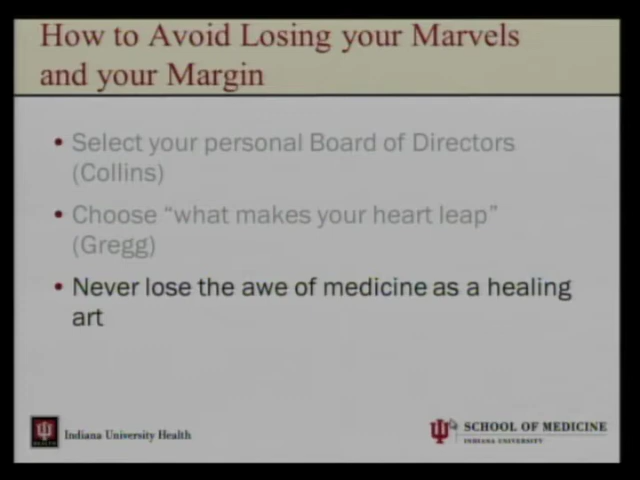 How to Avoid Losing your Marvels
and your Margin
• Select your personal Board of Directors
(Collins)
• Choose “what makes your heart leap”
(Gregg)
• Never lose the awe of medicine as a healing
art
Indiana University Health
SCHOOL OF MEDICINE
INDIANA UNIVERSITY